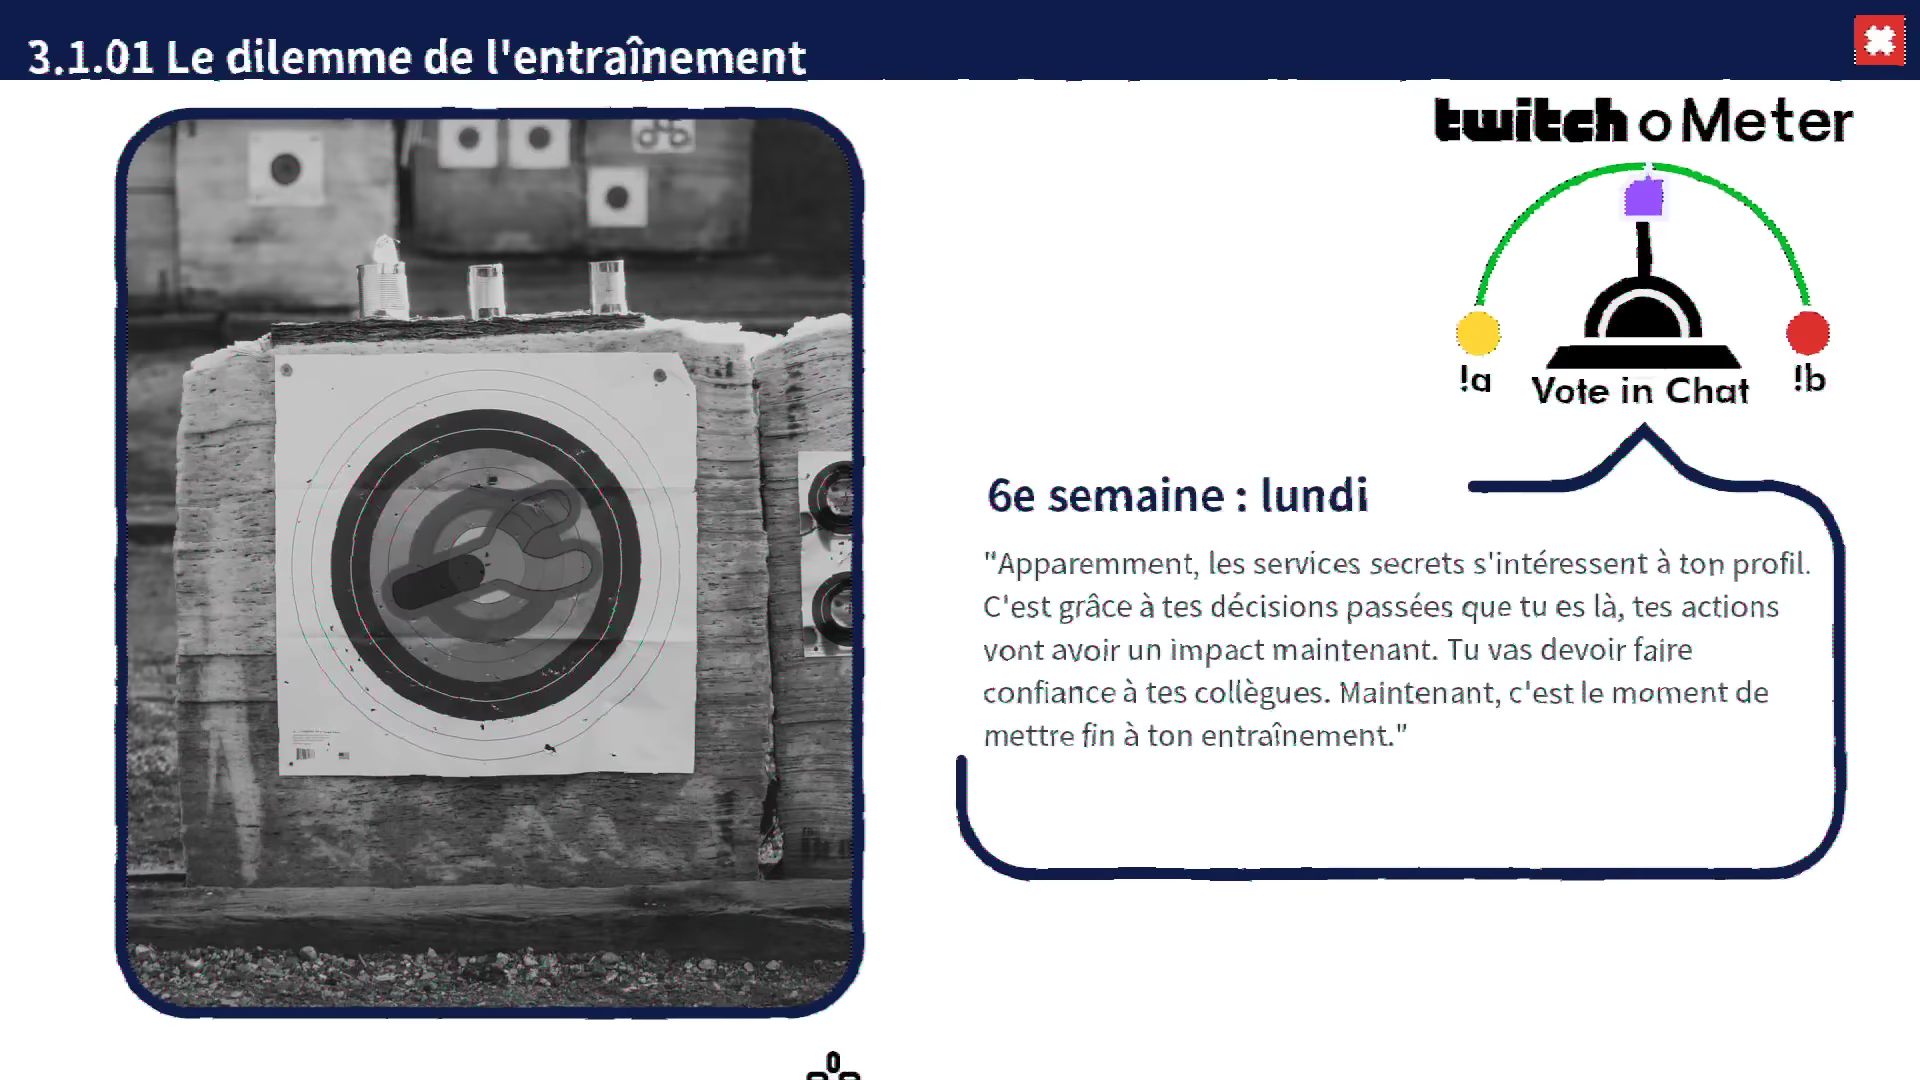 3.1.01 Le dilemme de l'entraînement
twitch o Meter
!a
Vote in Chat
!b
6e semaine : lundi
"Apparemment, les services secrets s'intéressent à ton profil.
C'est grâce à tes décisions passées que tu es là, tes actions
vont avoir un impact maintenant. Tu vas devoir faire
confiance à tes collègues. Maintenant, c'est le moment de
mettre fin à ton entraînement."
0